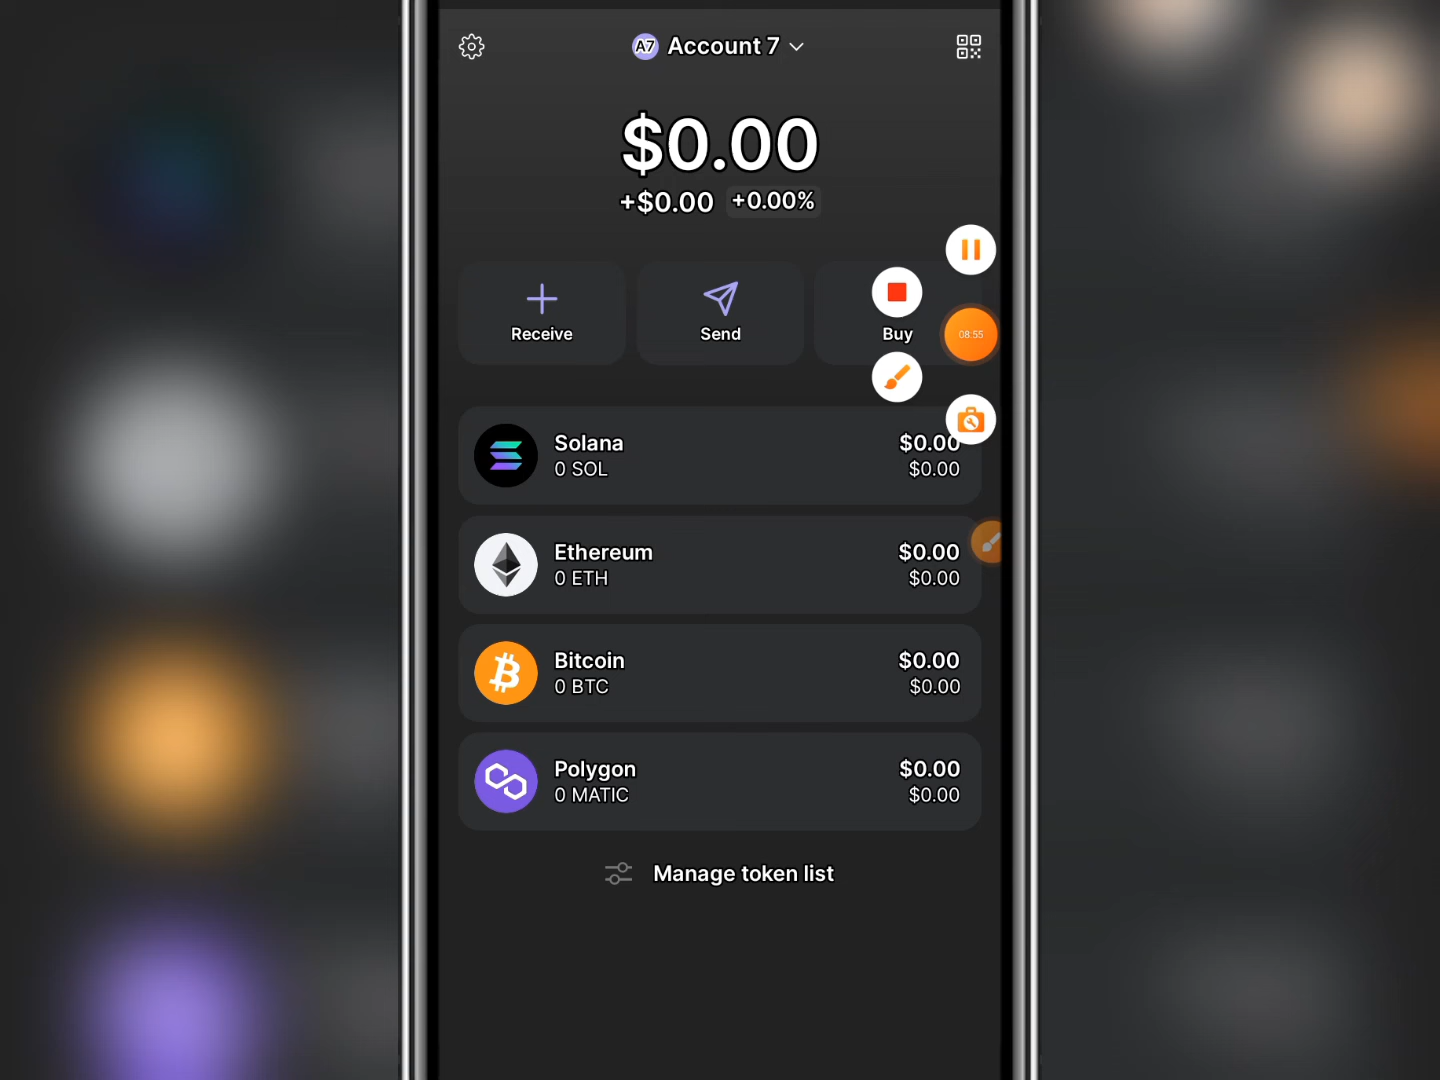 A7 Account 7
$0.00
+$0.00 +0.00%
Receive
Send
Buy
08:55
Solana $0.00
0 SOL $0.00
Ethereum $0.00
0 ETH $0.00
Bitcoin $0.00
0 BTC $0.00
Polygon $0.00
0 MATIC $0.00
Manage token list